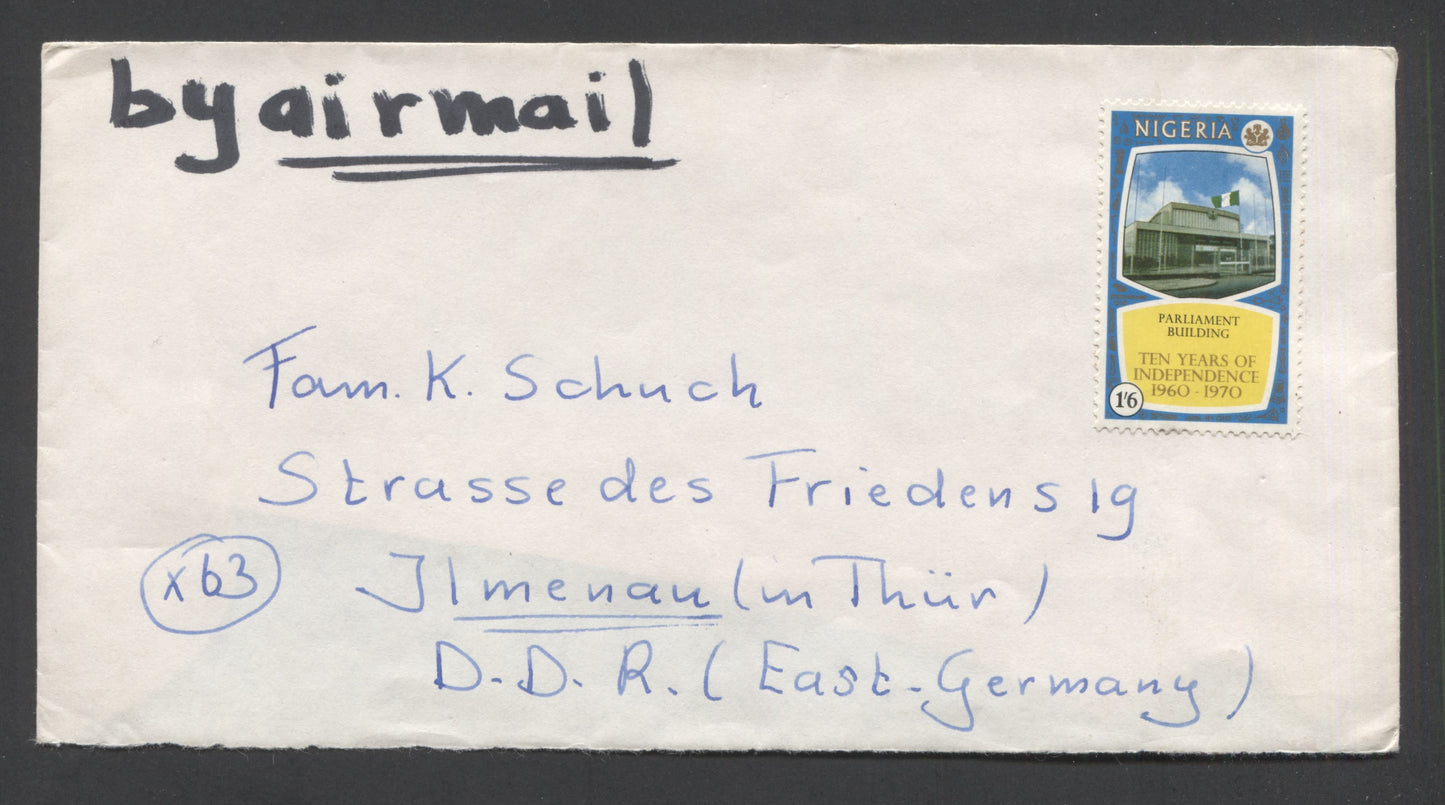 by airmail
NIGERIA
PARLIAMENT
BUILDING
TEN YEARS OF
INDEPENDENCE
1960 - 1970
1'6
Fam. K. Schuch
Strasse des Friedens 19
x63 Jlmenau (in Thür)
D.D.R. (East-Germany)